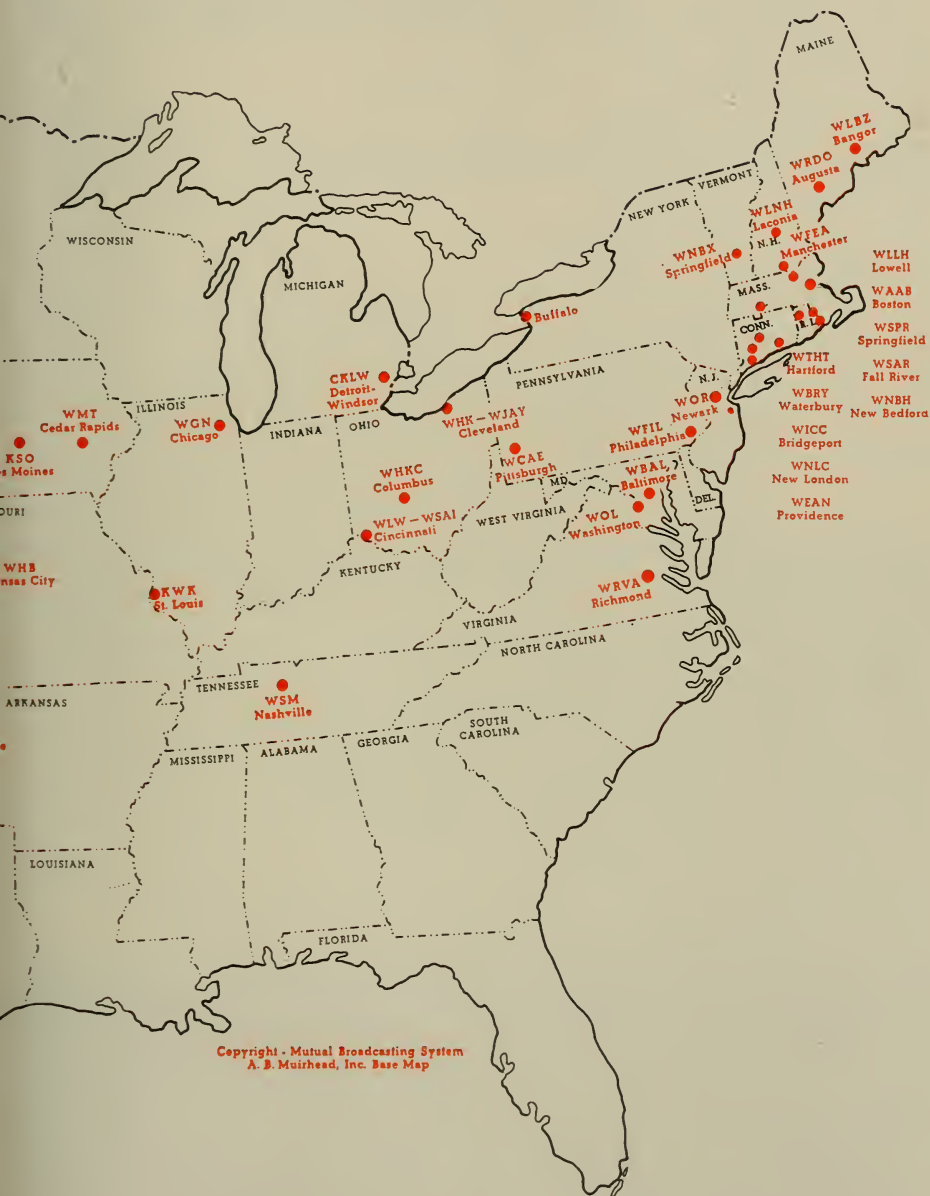 MAINE
WLBZ
Bangor
WRDO
Augusta
VERMONT
NEW YORK
WLNH
Laconia
N.H.
WFEA
Manchester
WNBX
Springfield
MASS.
CONN.
R.I.
WLLH
Lowell
WAAB
Boston
WSPR
Springfield
WSAR
Fall River
WNBH
New Bedford
WTHT
Hartford
WBRY
Waterbury
WICC
Bridgeport
WNLC
New London
WEAN
Providence
WISCONSIN
MICHIGAN
Buffalo
CKLW
Detroit-
Windsor
PENNSYLVANIA
N.J.
WOR
Newark
WFIL
Philadelphia
WHK—WJAY
Cleveland
WCAE
Pittsburgh
ILLINOIS
WGN
Chicago
INDIANA
OHIO
WMT
Cedar Rapids
KSO
s Moines
WHKC
Columbus
WLW—WSAI
Cincinnati
MD.
WBAL
Baltimore
DEL.
WEST VIRGINIA
WOL
Washington
OURI
WHB
nsas City
KWK
St. Louis
KENTUCKY
WRVA
Richmond
VIRGINIA
NORTH CAROLINA
TENNESSEE
WSM
Nashville
ARKANSAS
SOUTH
CAROLINA
MISSISSIPPI
ALABAMA
GEORGIA
LOUISIANA
FLORIDA
Copyright - Mutual Broadcasting System
A. B. Muirhead, Inc. Base Map